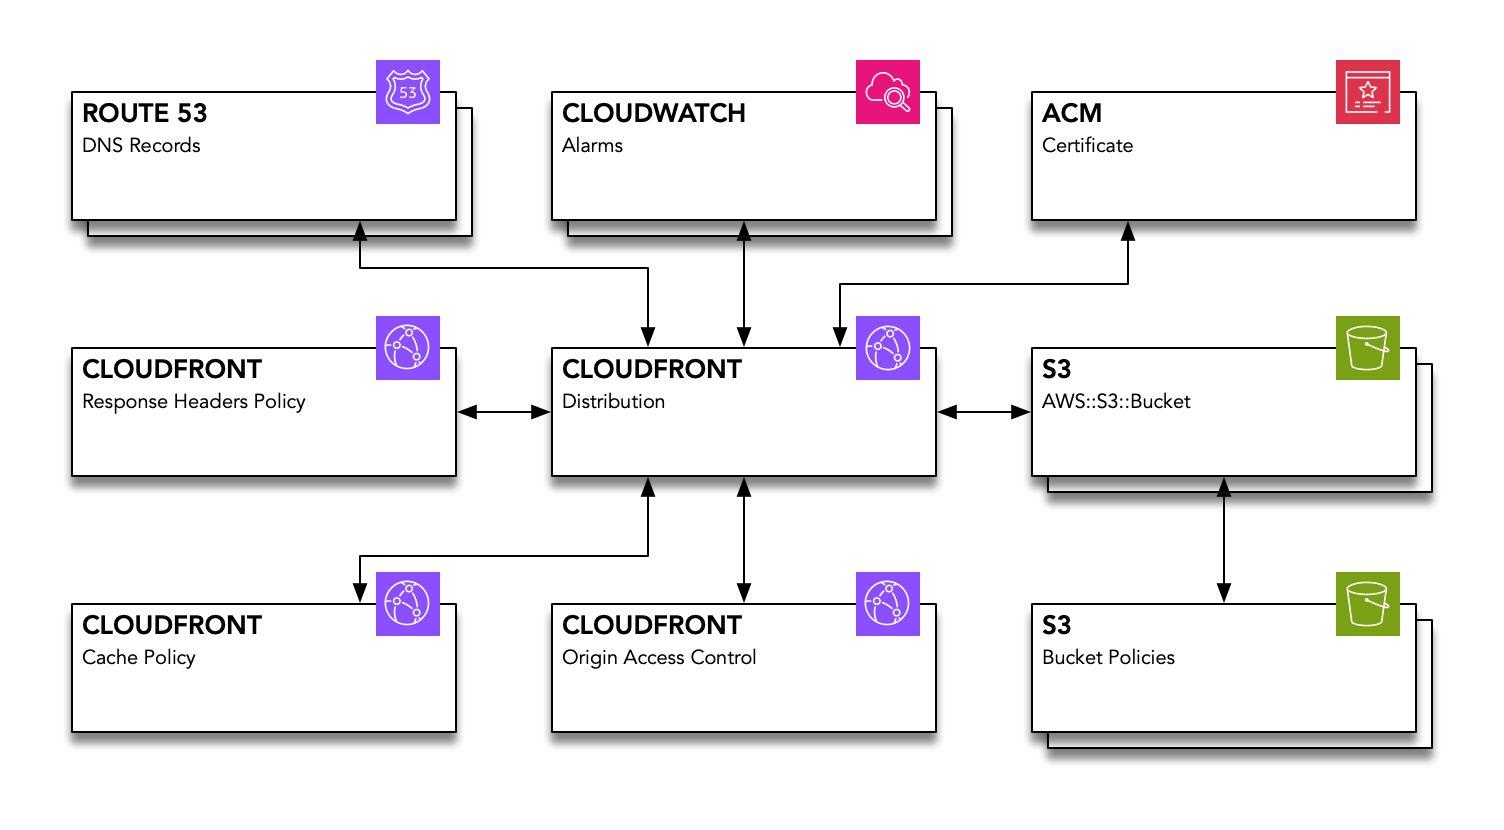 ROUTE 53
DNS Records
53
CLOUDWATCH
Alarms
ACM
Certificate
CLOUDFRONT
Response Headers Policy
CLOUDFRONT
Distribution
S3
AWS::S3::Bucket
CLOUDFRONT
Cache Policy
CLOUDFRONT
Origin Access Control
S3
Bucket Policies